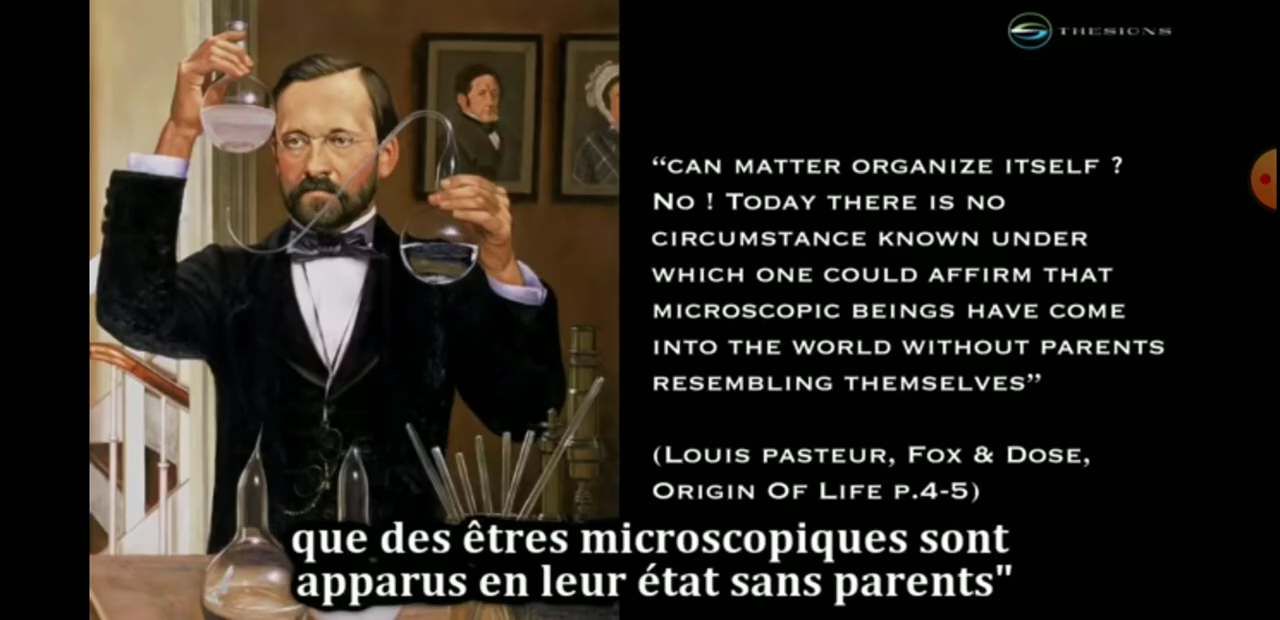 THESIONS
“CAN MATTER ORGANIZE ITSELF ?
NO ! TODAY THERE IS NO
CIRCUMSTANCE KNOWN UNDER
WHICH ONE COULD AFFIRM THAT
MICROSCOPIC BEINGS HAVE COME
INTO THE WORLD WITHOUT PARENTS
RESEMBLING THEMSELVES”
(LOUIS PASTEUR, FOX & DOSE,
ORIGIN OF LIFE P.4-5)
que des êtres microscopiques sont
apparus en leur état sans parents"